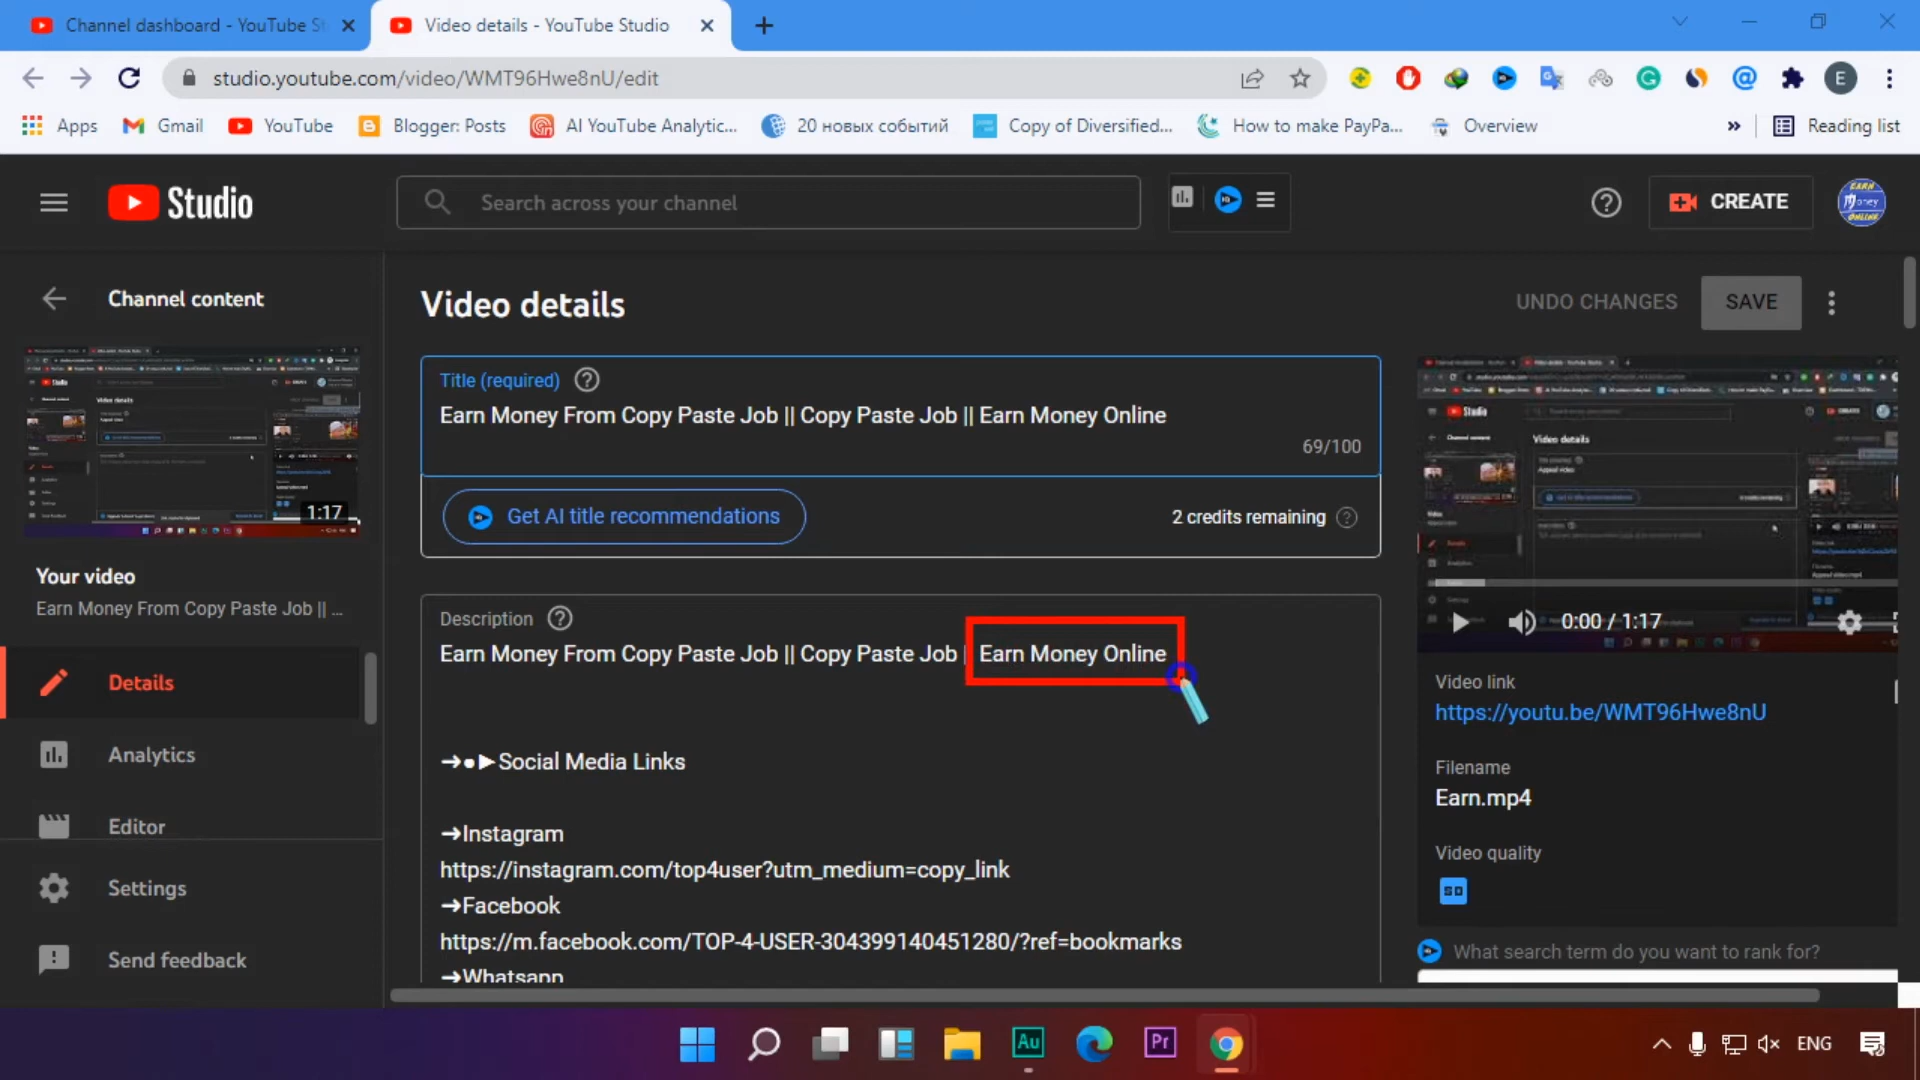 Channel dashboard - YouTube St
Video details - YouTube Studio
studio.youtube.com/video/WMT96Hwe8nU/edit
E
Apps
Gmail
YouTube
Blogger: Posts
AI YouTube Analytic...
20 новых событий
Copy of Diversified...
How to make PayPa...
Overview
»
Reading list
Studio
Search across your channel
CREATE
EARN
Money
ONLINE
Channel content
Video details
UNDO CHANGES
SAVE
Title (required)
Earn Money From Copy Paste Job || Copy Paste Job || Earn Money Online
69/100
Get AI title recommendations
2 credits remaining
1:17
Your video
Earn Money From Copy Paste Job || ...
Details
Analytics
Editor
Settings
Send feedback
Description
Earn Money From Copy Paste Job || Copy Paste Job | Earn Money Online
➔●▶Social Media Links
➔Instagram
https://instagram.com/top4user?utm_medium=copy_link
➔Facebook
https://m.facebook.com/TOP-4-USER-304399140451280/?ref=bookmarks
➔Whatsapp
0:00 / 1:17
Video link
https://youtu.be/WMT96Hwe8nU
Filename
Earn.mp4
Video quality
SD
What search term do you want to rank for?
Au
Pr
ENG